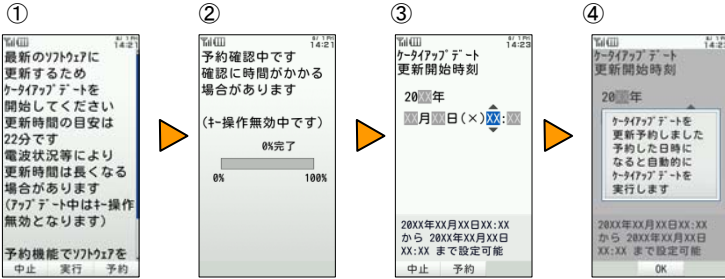 ①
14:21
最新のｿﾌﾄｳｪｱに
更新するため
ｹｰﾀｲｱｯﾌﾟﾃﾞｰﾄを
開始してください
更新時間の目安は
22分です
電波状況等により
更新時間は長くなる
場合があります
(ｱｯﾌﾟﾃﾞｰﾄ中はｷｰ操作
無効となります)
予約機能でｿﾌﾄｳｪｱを
中止 実行 予約
②
14:21
予約確認中です
確認に時間がかかる
場合があります
(ｷｰ操作無効中です)
0%完了
0% 100%
③
14:23
ｹｰﾀｲｱｯﾌﾟﾃﾞｰﾄ
更新開始時刻
20XX年
XX月XX日(×)XX:XX
20XX年XX月XX日XX:XX
から 20XX年XX月XX日
XX:XX まで設定可能
中止 予約
④
ｹｰﾀｲｱｯﾌﾟﾃﾞｰﾄ
更新開始時刻
20XX年
ｹｰﾀｲｱｯﾌﾟﾃﾞｰﾄを
更新予約しました
予約した日時に
なると自動的に
ｹｰﾀｲｱｯﾌﾟﾃﾞｰﾄを
実行します
20XX年XX月XX日XX:XX
から 20XX年XX月XX日
XX:XX まで設定可能
OK